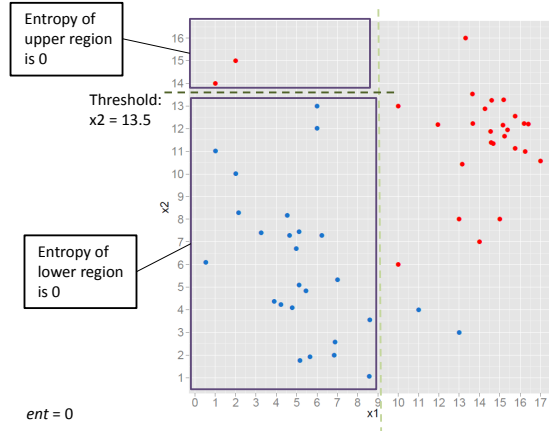 Entropy of
upper region
is 0
Threshold:
x2 = 13.5
Entropy of
lower region
is 0
ent = 0
x2
16
15
14
13
12
11
10
9
8
7
6
5
4
3
2
1
0 1 2 3 4 5 6 7 8 9 10 11 12 13 14 15 16 17
x1